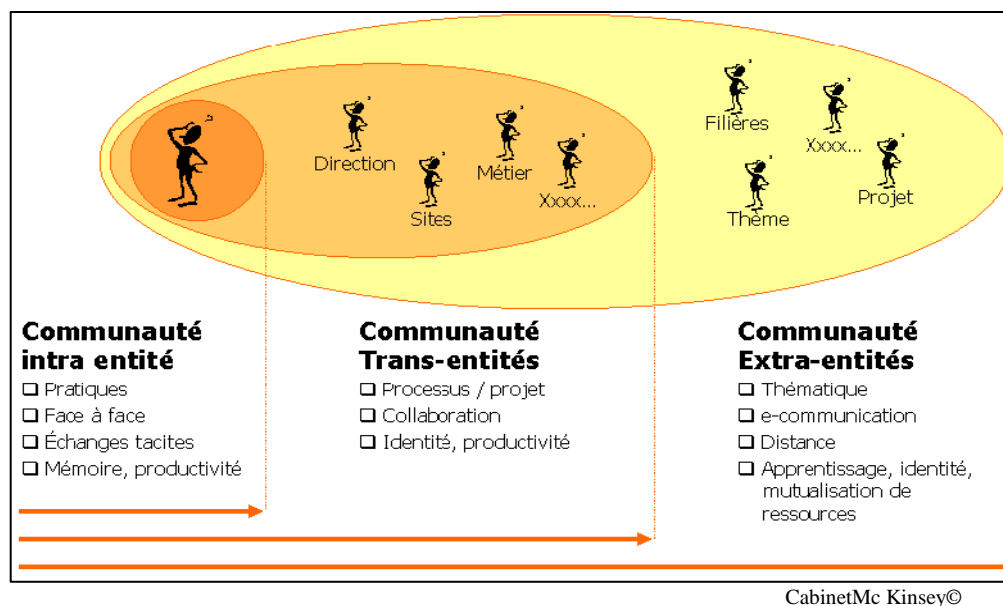 Filières
Xxxx...
Direction
Métier
Sites
Xxxx...
Thème
Projet
Communauté
intra entité
❑ Pratiques
❑ Face à face
❑ Échanges tacites
❑ Mémoire, productivité
Communauté
Trans-entités
❑ Processus / projet
❑ Collaboration
❑ Identité, productivité
Communauté
Extra-entités
❑ Thématique
❑ e-communication
❑ Distance
❑ Apprentissage, identité,
mutualisation de
ressources
CabinetMc Kinsey©